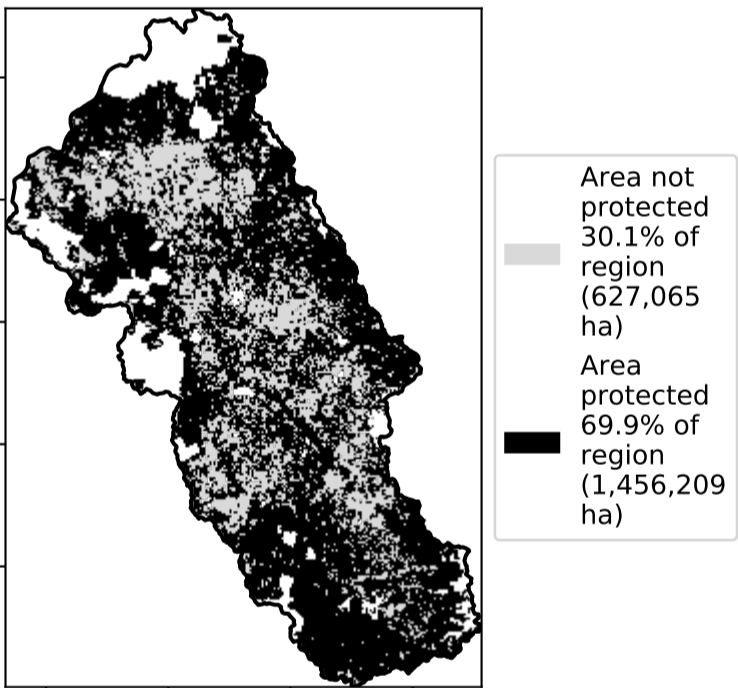 Area not
protected
30.1% of
region
(627,065
ha)
Area
protected
69.9% of
region
(1,456,209
ha)